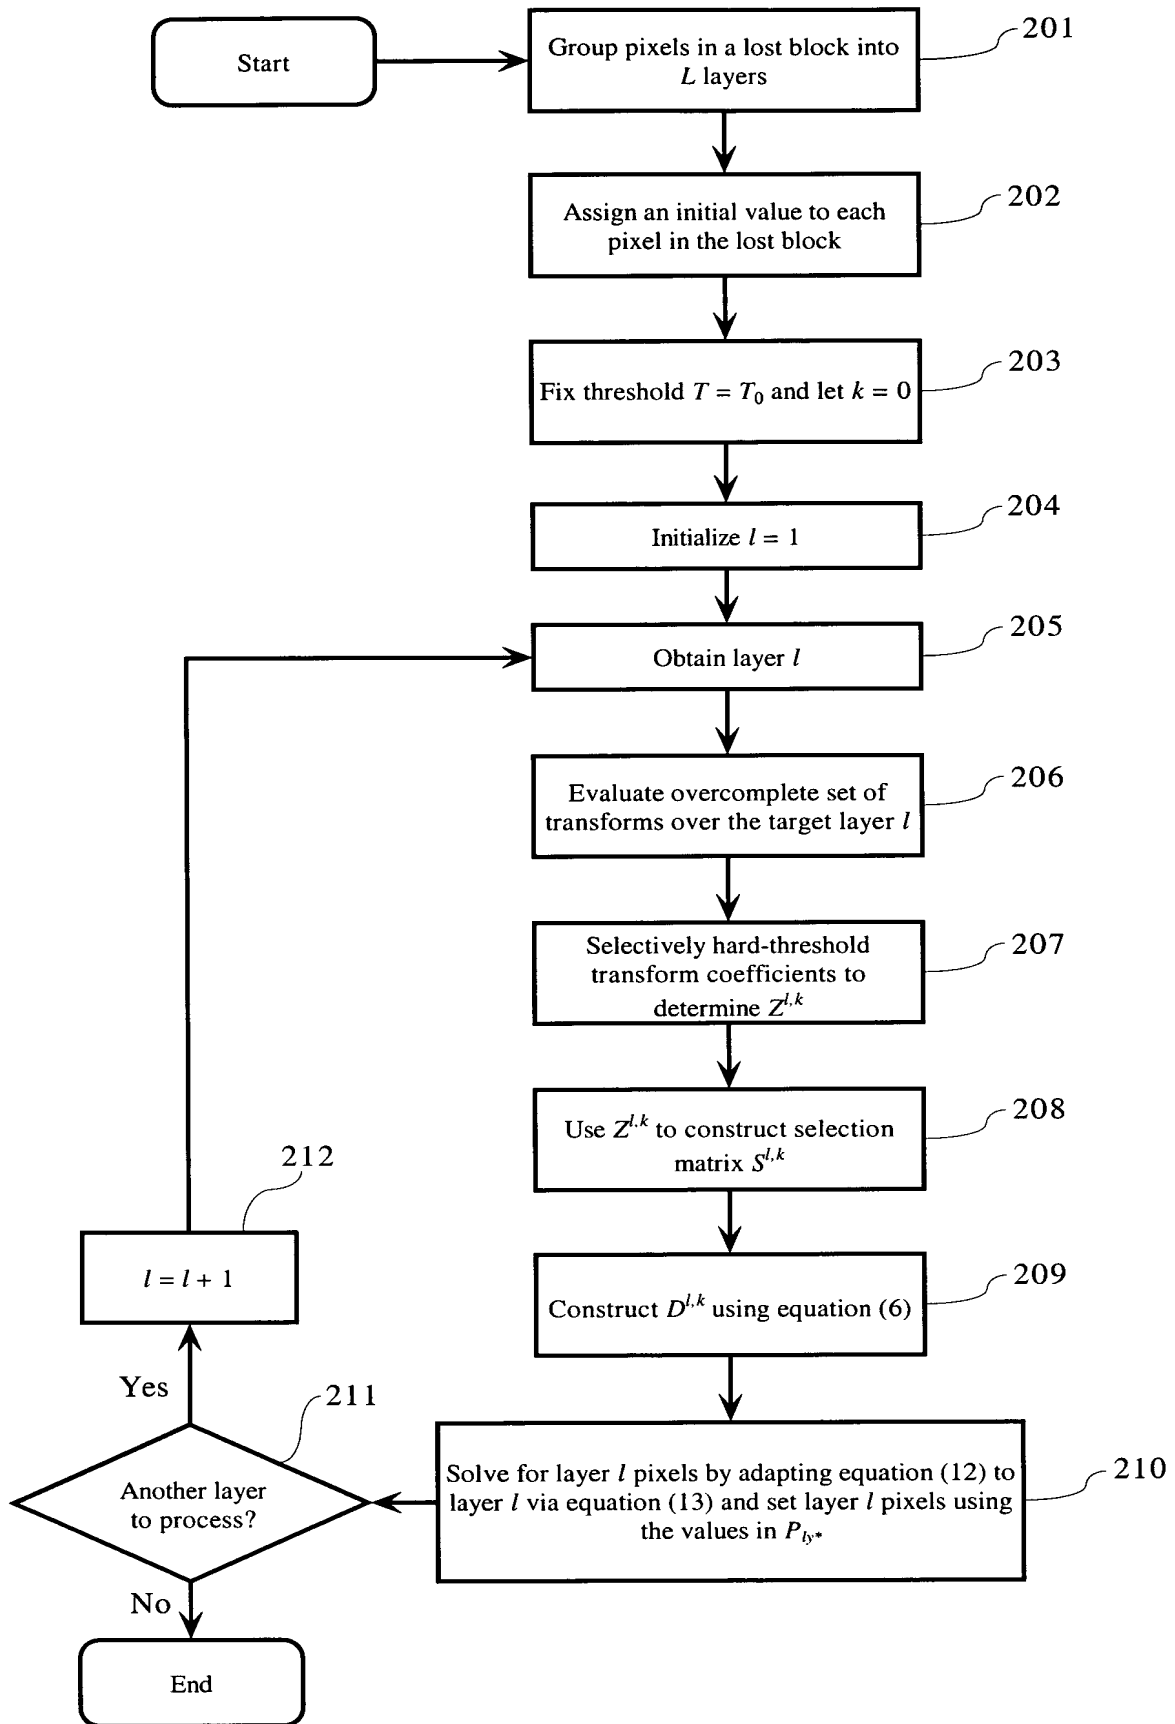 Start
Group pixels in a lost block into
L layers
201
Assign an initial value to each
pixel in the lost block
202
Fix threshold T = T₀ and let k = 0
203
Initialize l = 1
204
Obtain layer l
205
Evaluate overcomplete set of
transforms over the target layer l
206
Selectively hard-threshold
transform coefficients to
determine Z^{l,k}
207
Use Z^{l,k} to construct selection
matrix S^{l,k}
208
Construct D^{l,k} using equation (6)
209
Solve for layer l pixels by adapting equation (12) to
layer l via equation (13) and set layer l pixels using
the values in P_{ly*}
210
Another layer
to process?
211
Yes
l = l + 1
212
No
End